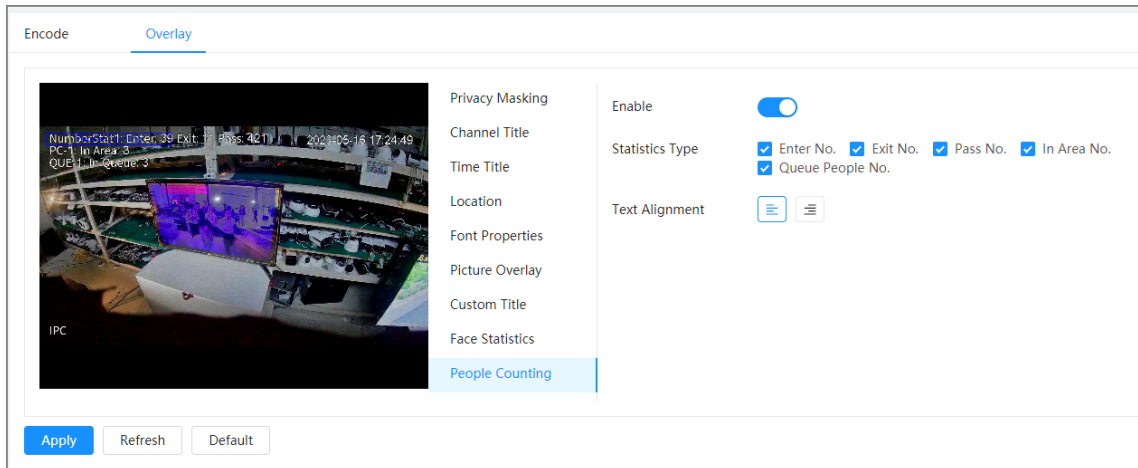 Encode
Overlay
NumberStat1: Enter: 39 Exit: Pass: 421
2023-05-16 17:24:49
PC-1: In Area: 3
QUE-1: In Queue: 3
IPC
Privacy Masking
Channel Title
Time Title
Location
Font Properties
Picture Overlay
Custom Title
Face Statistics
People Counting
Enable
Statistics Type
Enter No.
Exit No.
Pass No.
In Area No.
Queue People No.
Text Alignment
Apply
Refresh
Default